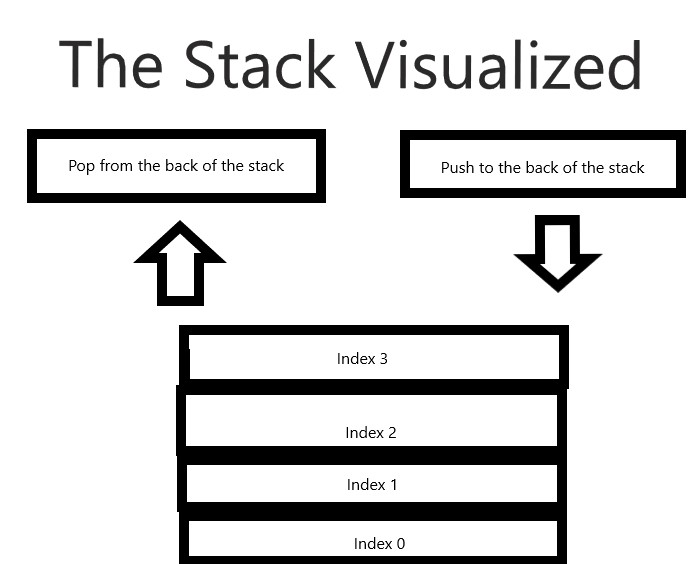 The Stack Visualized
Pop from the back of the stack
Push to the back of the stack
Index 3
Index 2
Index 1
Index 0